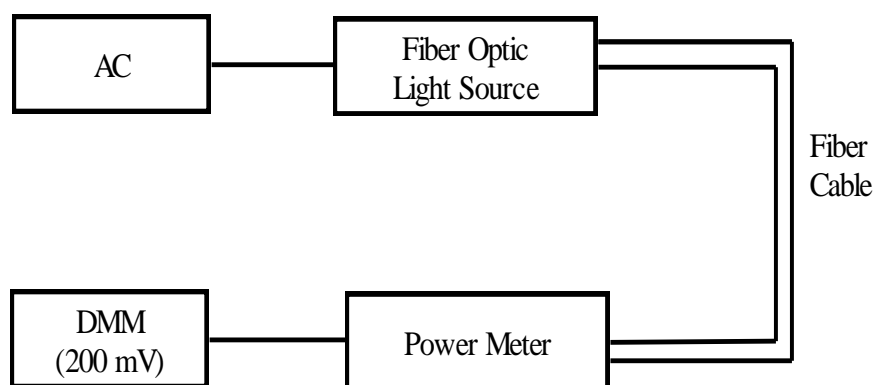 AC
Fiber Optic
Light Source
Fiber
Cable
DMM
(200 mV)
Power Meter